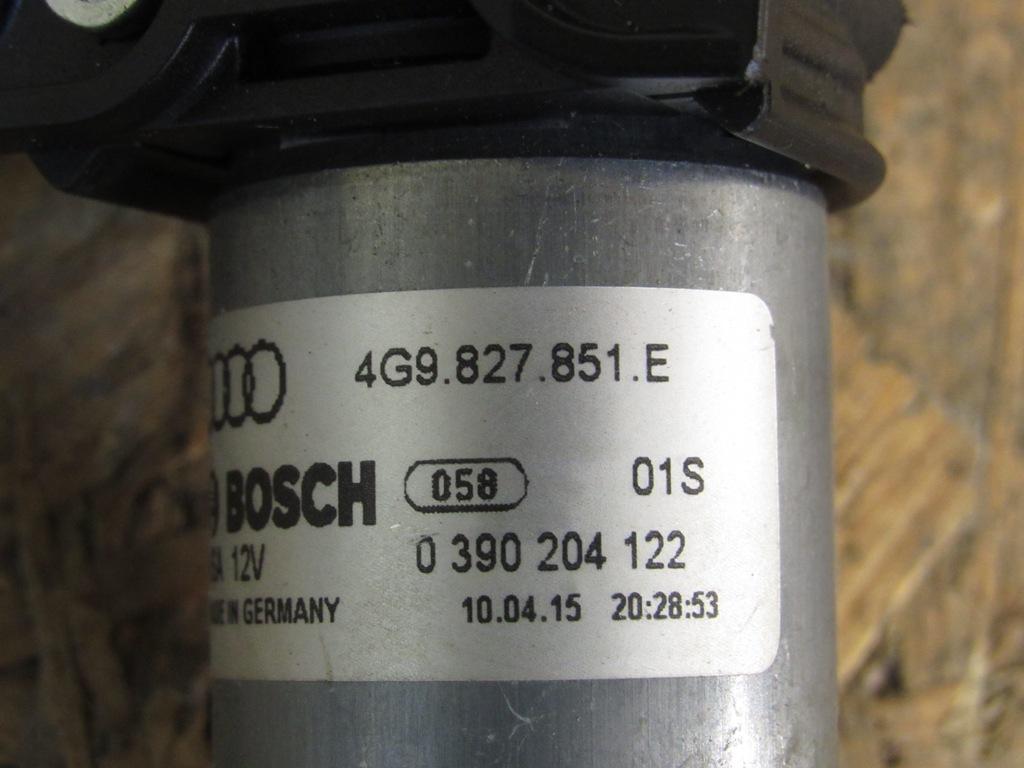 4G9.827.851.E
BOSCH 058 01S
12V 0 390 204 122
IN GERMANY 10.04.15 20:28:53